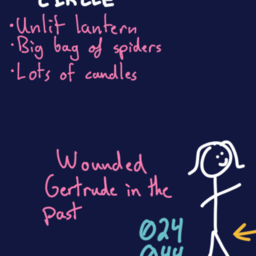 CIRCLE
•Unlit lantern
•Big bag of spiders
•Lots of candles
Wounded
Gertrude in the
past
024
044